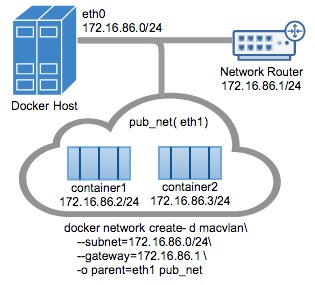 eth0
172.16.86.0/24
Docker Host
Network Router
172.16.86.1/24
pub_net( eth1)
container1
172.16.86.2/24
container2
172.16.86.3/24
docker network create- d macvlan\
--subnet=172.16.86.0/24\
--gateway=172.16.86.1 \
-o parent=eth1 pub_net